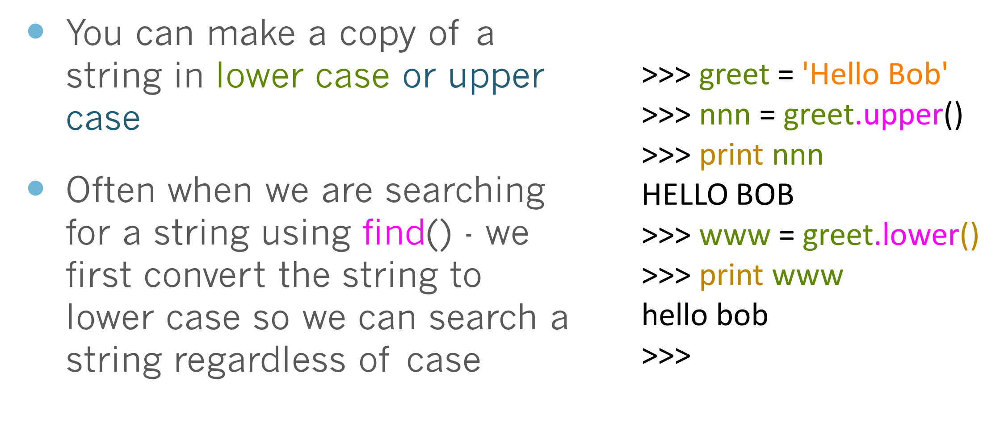 • You can make a copy of a
string in lower case or upper
case
• Often when we are searching
for a string using find() - we
first convert the string to
lower case so we can search a
string regardless of case
>>> greet = 'Hello Bob'
>>> nnn = greet.upper()
>>> print nnn
HELLO BOB
>>> www = greet.lower()
>>> print www
hello bob
>>>